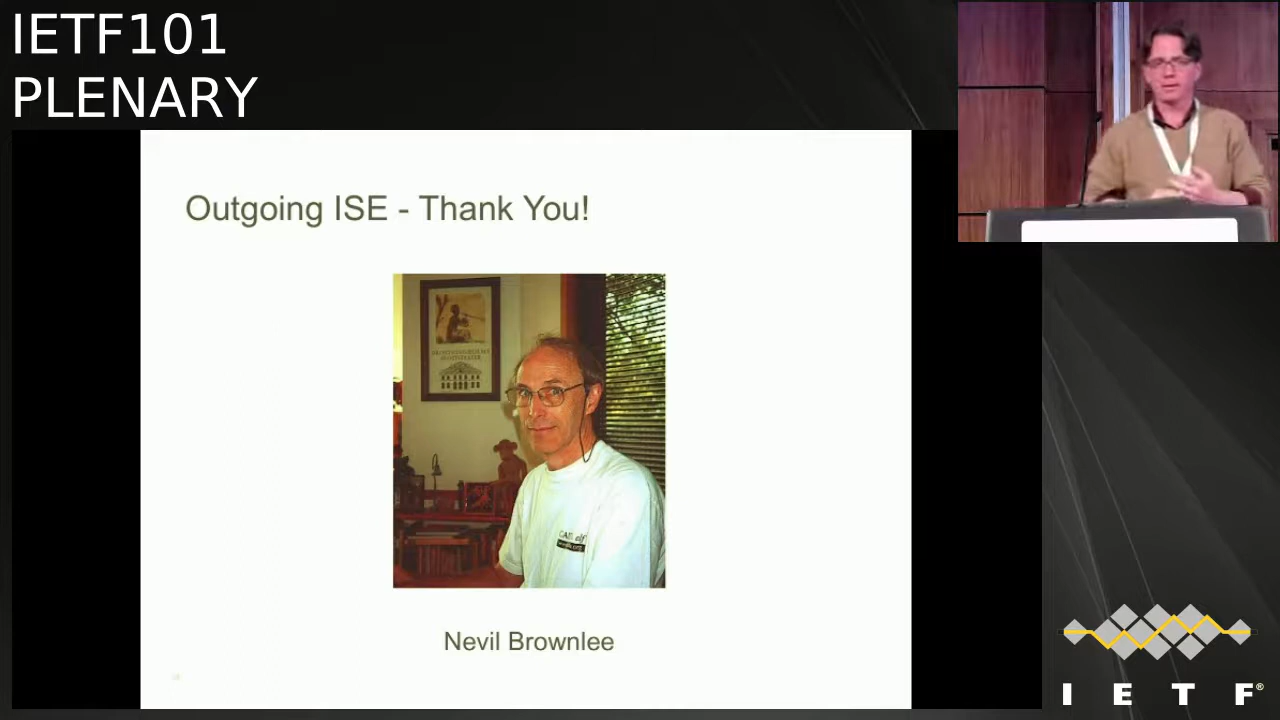 IETF101
PLENARY
Outgoing ISE - Thank You!
Nevil Brownlee
I E T F®